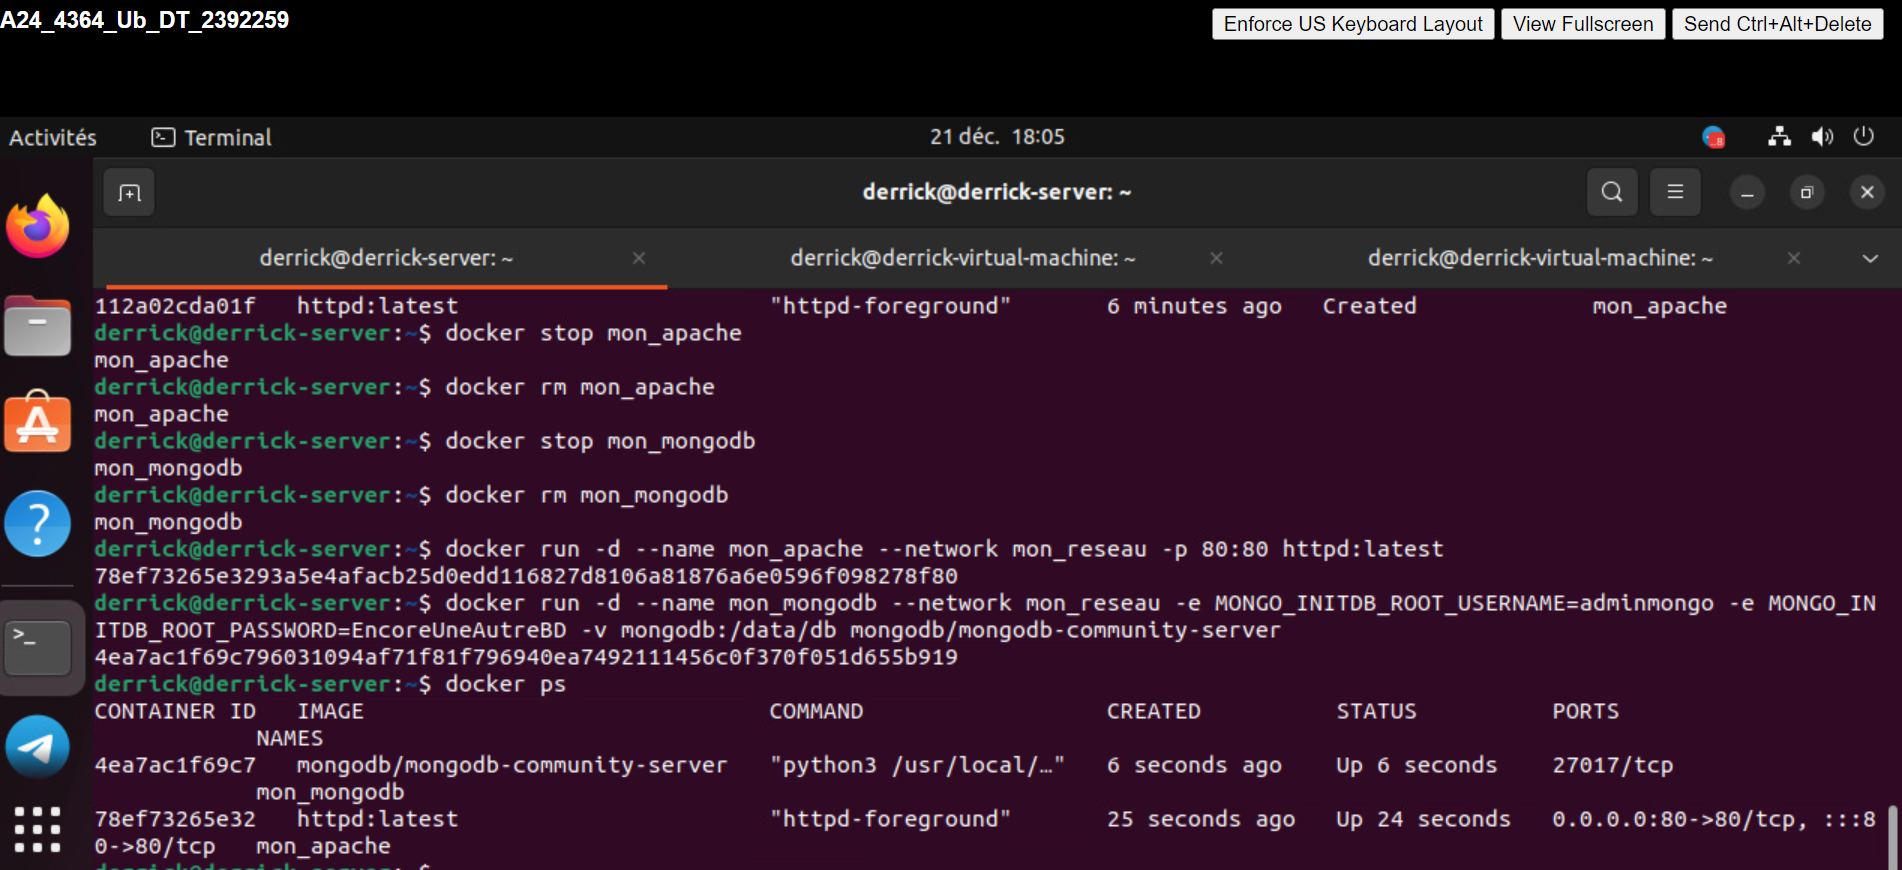 A24_4364_Ub_DT_2392259
Enforce US Keyboard Layout View Fullscreen Send Ctrl+Alt+Delete
Activités Terminal 21 déc. 18:05
derrick@derrick-server: ~
derrick@derrick-server: ~ derrick@derrick-virtual-machine: ~ derrick@derrick-virtual-machine: ~
112a02cda01f httpd:latest "httpd-foreground" 6 minutes ago Created mon_apache
derrick@derrick-server:~$ docker stop mon_apache
mon_apache
derrick@derrick-server:~$ docker rm mon_apache
mon_apache
derrick@derrick-server:~$ docker stop mon_mongodb
mon_mongodb
derrick@derrick-server:~$ docker rm mon_mongodb
mon_mongodb
derrick@derrick-server:~$ docker run -d --name mon_apache --network mon_reseau -p 80:80 httpd:latest
78ef73265e3293a5e4afacb25d0edd116827d8106a81876a6e0596f098278f80
derrick@derrick-server:~$ docker run -d --name mon_mongodb --network mon_reseau -e MONGO_INITDB_ROOT_USERNAME=adminmongo -e MONGO_IN
ITDB_ROOT_PASSWORD=EncoreUneAutreBD -v mongodb:/data/db mongodb/mongodb-community-server
4ea7ac1f69c796031094af71f81f796940ea7492111456c0f370f051d655b919
derrick@derrick-server:~$ docker ps
CONTAINER ID IMAGE COMMAND CREATED STATUS PORTS
NAMES
4ea7ac1f69c7 mongodb/mongodb-community-server "python3 /usr/local/…" 6 seconds ago Up 6 seconds 27017/tcp
mon_mongodb
78ef73265e32 httpd:latest "httpd-foreground" 25 seconds ago Up 24 seconds 0.0.0.0:80->80/tcp, :::8
0->80/tcp mon_apache
derrick@derrick-server:~$